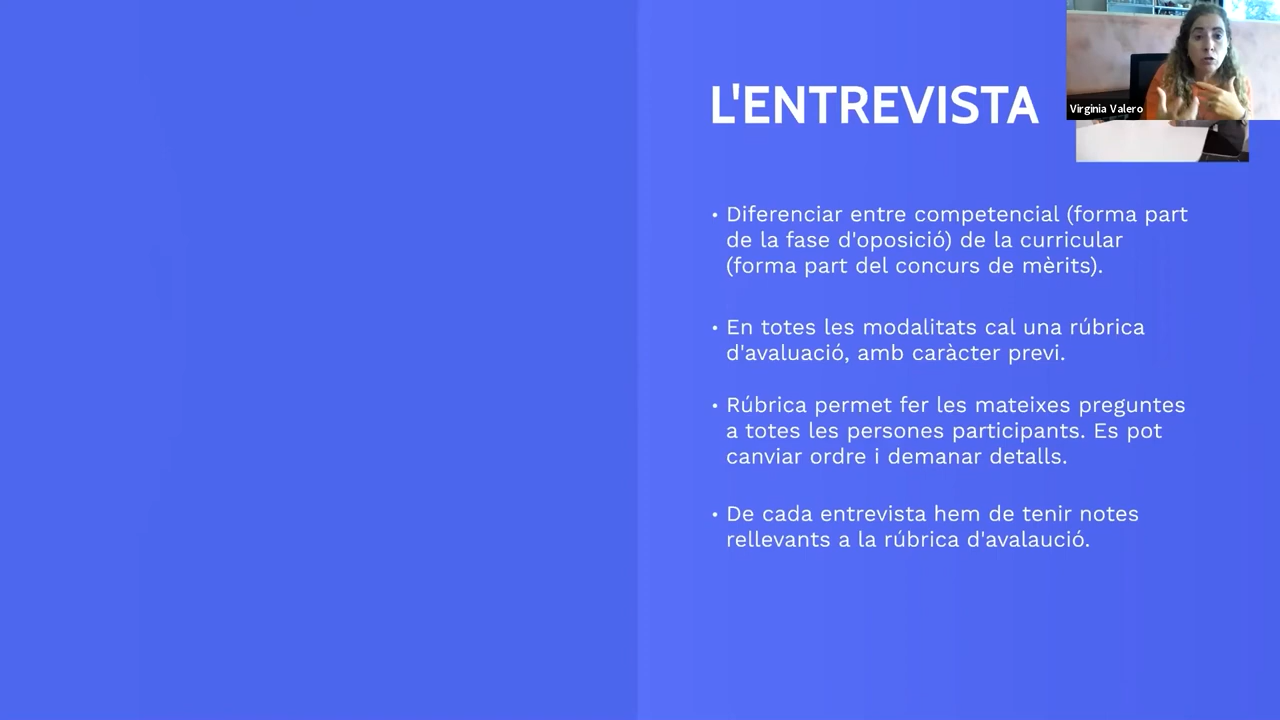 L'ENTREVISTA
Virginia Valero
• Diferenciar entre competencial (forma part
de la fase d'oposició) de la curricular
(forma part del concurs de mèrits).
• En totes les modalitats cal una rúbrica
d'avaluació, amb caràcter previ.
• Rúbrica permet fer les mateixes preguntes
a totes les persones participants. Es pot
canviar ordre i demanar detalls.
• De cada entrevista hem de tenir notes
rellevants a la rúbrica d'avalaució.